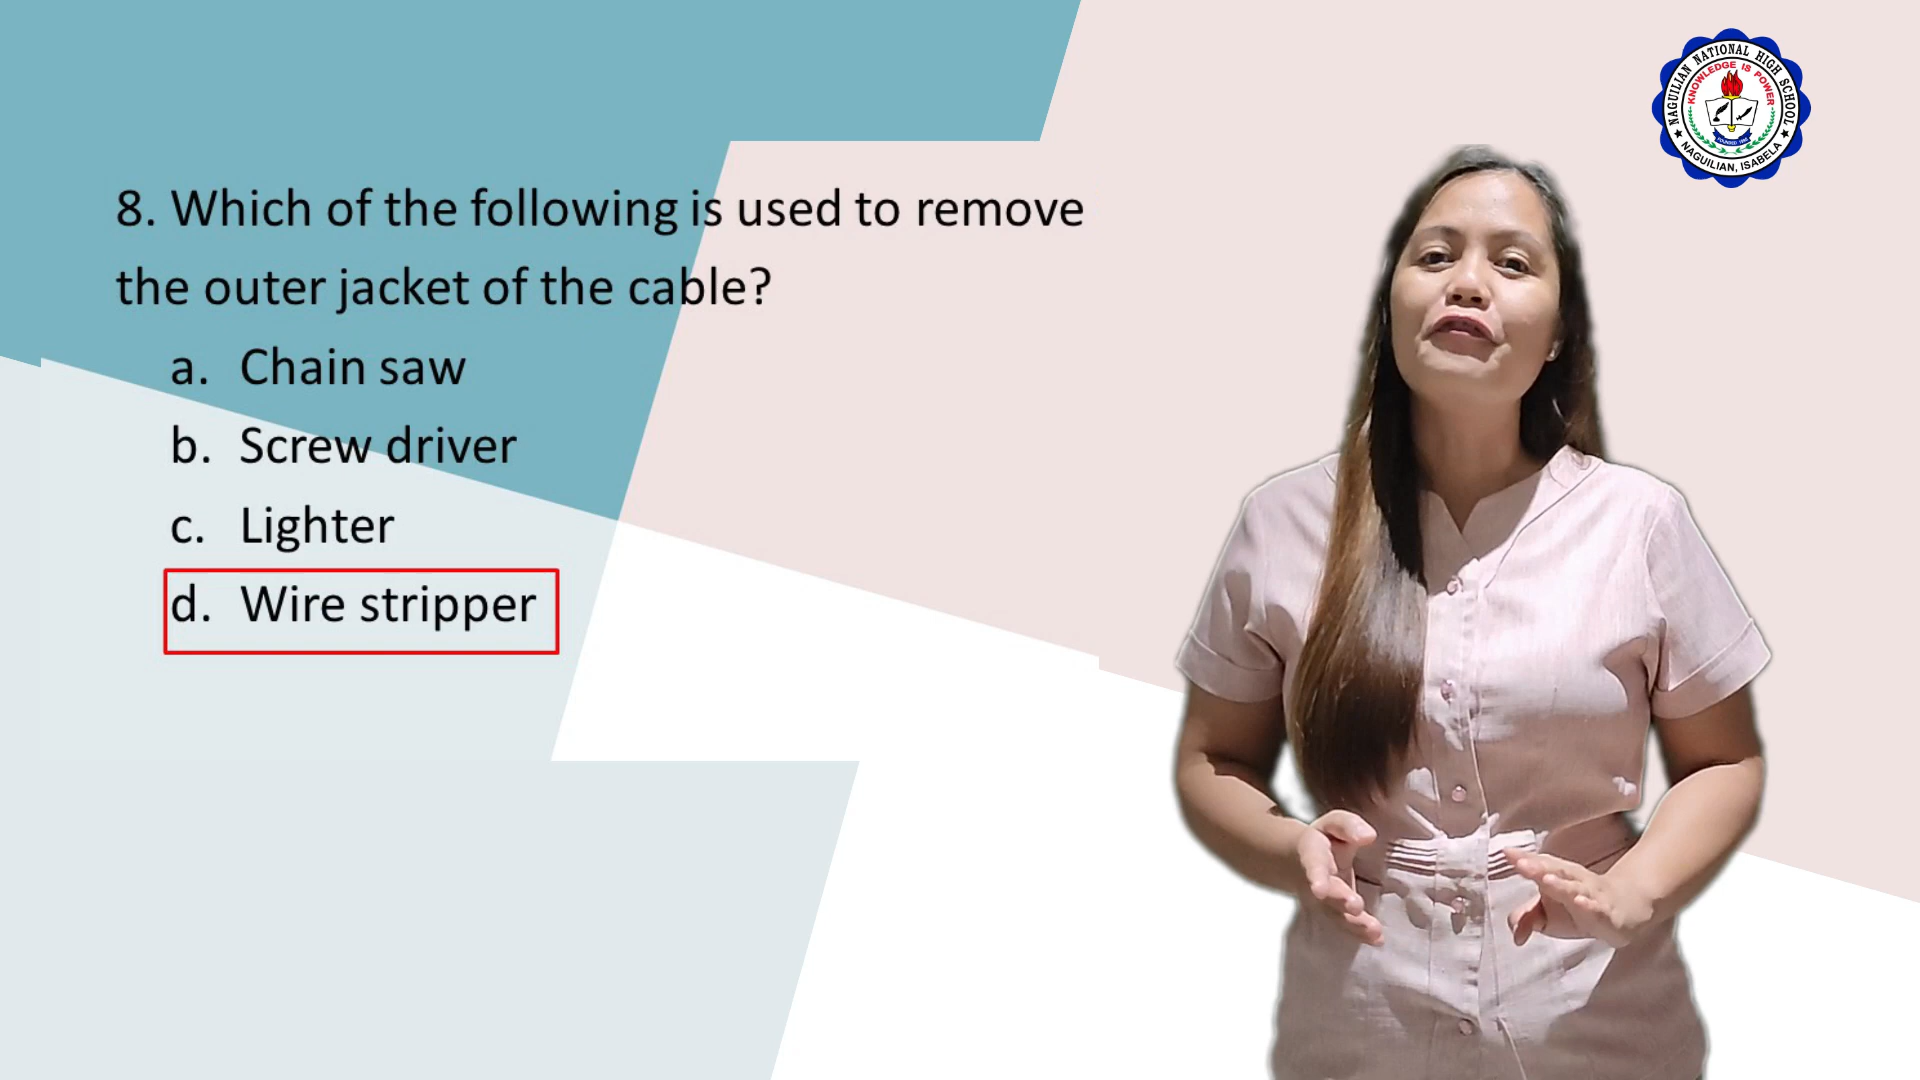 8. Which of the following is used to remove
the outer jacket of the cable?
a. Chain saw
b. Screw driver
c. Lighter
d. Wire stripper
NAGUILIAN NATIONAL HIGH SCHOOL
KNOWLEDGE IS POWER
NAGUILIAN, ISABELA